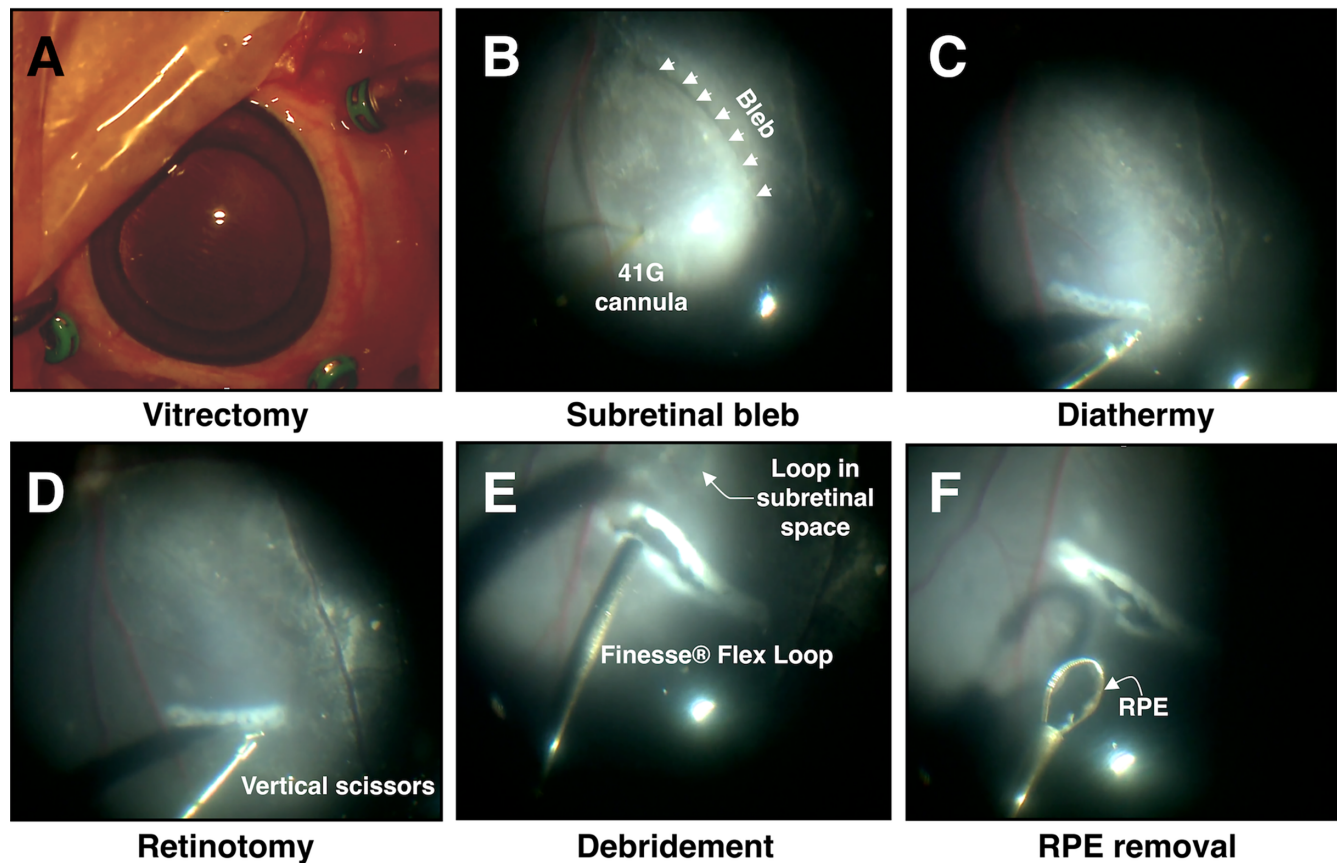 A
B
Bleb
41G
cannula
C
Vitrectomy
Subretinal bleb
Diathermy
D
Vertical scissors
E
Loop in
subretinal
space
Finesse® Flex Loop
F
RPE
Retinotomy
Debridement
RPE removal